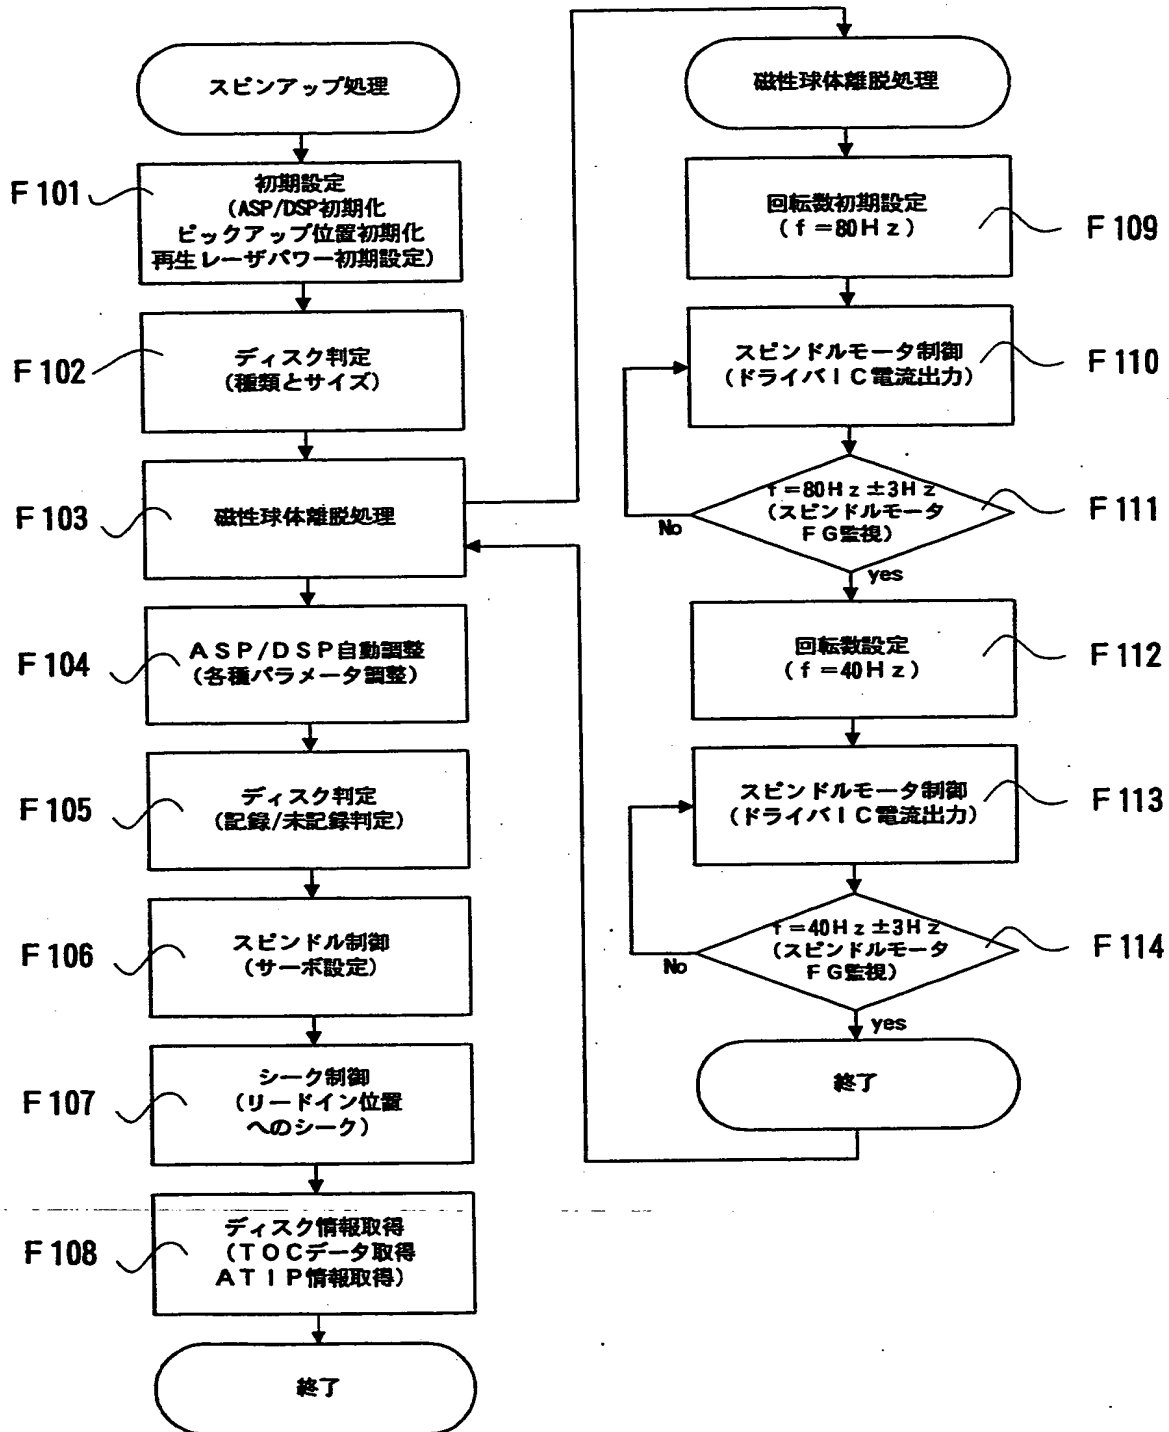 スピンアップ処理
F101
初期設定
(ASP/DSP初期化
ピックアップ位置初期化
再生レーザパワー初期設定)
F102
ディスク判定
(種類とサイズ)
F103
磁性球体離脱処理
F104
ASP/DSP自動調整
(各種パラメータ調整)
F105
ディスク判定
(記録/未記録判定)
F106
スピンドル制御
(サーボ設定)
F107
シーク制御
(リードイン位置
へのシーク)
F108
ディスク情報取得
(TOCデータ取得
ATIP情報取得)
終了
磁性球体離脱処理
回転数初期設定
(f=80Hz)
F109
スピンドルモータ制御
(ドライバIC電流出力)
F110
f=80Hz±3Hz
(スピンドルモータ
FG監視)
F111
No
yes
回転数設定
(f=40Hz)
F112
スピンドルモータ制御
(ドライバIC電流出力)
F113
f=40Hz±3Hz
(スピンドルモータ
FG監視)
F114
No
yes
終了